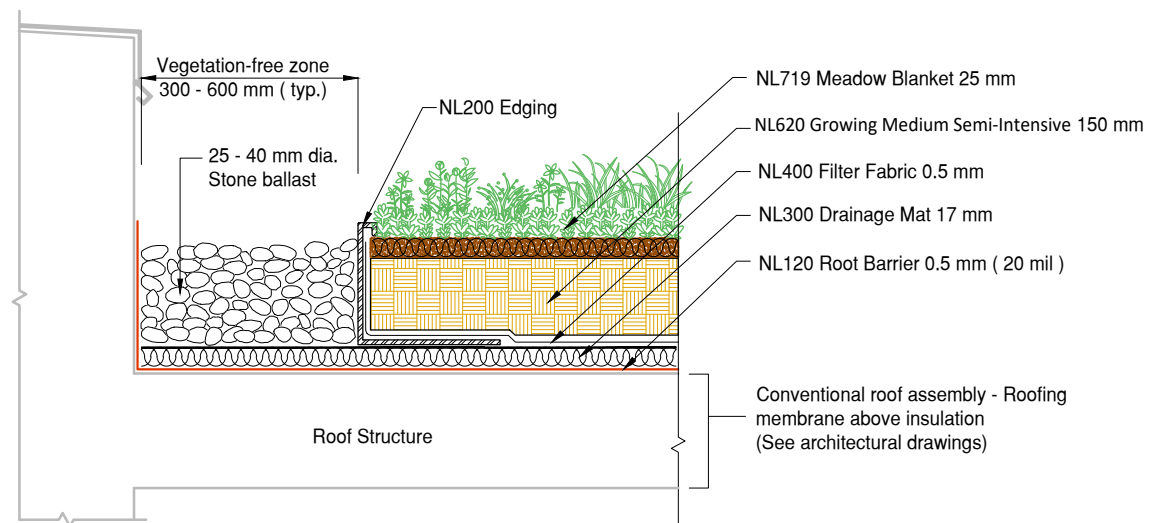 Vegetation-free zone
300 - 600 mm ( typ.)
NL200 Edging
25 - 40 mm dia.
Stone ballast
NL719 Meadow Blanket 25 mm
NL620 Growing Medium Semi-Intensive 150 mm
NL400 Filter Fabric 0.5 mm
NL300 Drainage Mat 17 mm
NL120 Root Barrier 0.5 mm ( 20 mil )
Conventional roof assembly - Roofing
membrane above insulation
(See architectural drawings)
Roof Structure